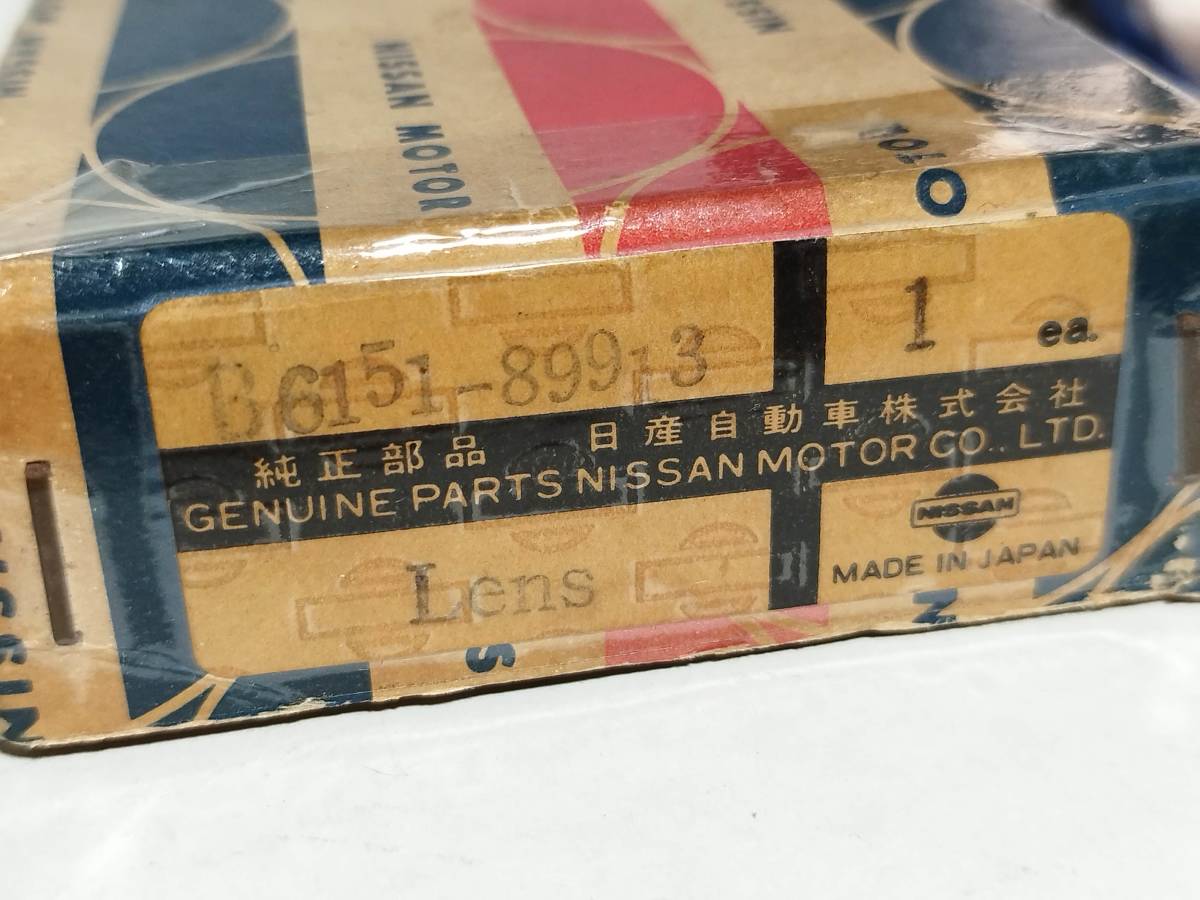 NISSAN MOTOR
B6151-89913
1 ea.
純正部品 日産自動車株式会社
GENUINE PARTS NISSAN MOTOR CO., LTD.
NISSAN
Lens
MADE IN JAPAN